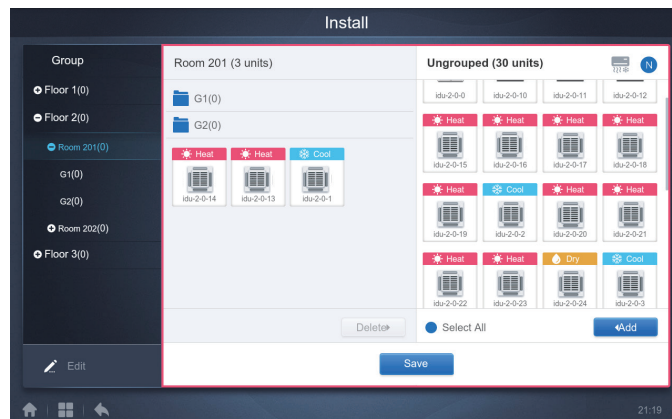 Install
Group
Floor 1(0)
Floor 2(0)
Room 201(0)
G1(0)
G2(0)
Room 202(0)
Floor 3(0)
Edit
Room 201 (3 units)
G1(0)
G2(0)
Heat Heat Cool
idu-2-0-14 idu-2-0-13 idu-2-0-1
Delete
Ungrouped (30 units)
N
idu-2-0-0 idu-2-0-10 idu-2-0-11 idu-2-0-12
Heat Heat Heat Heat
idu-2-0-15 idu-2-0-16 idu-2-0-17 idu-2-0-18
Heat Cool Heat Heat
idu-2-0-19 idu-2-0-2 idu-2-0-20 idu-2-0-21
Heat Heat Dry Cool
idu-2-0-22 idu-2-0-23 idu-2-0-24 idu-2-0-3
Select All
Add
Save
21:19